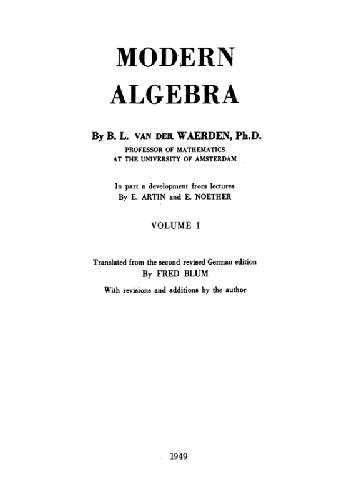 MODERN
ALGEBRA
By B. L. VAN DER WAERDEN, Ph.D.
PROFESSOR OF MATHEMATICS
AT THE UNIVERSITY OF AMSTERDAM
In part a development from lectures
By E. ARTIN and E. NOETHER
VOLUME I
Translated from the second revised German edition
By FRED BLUM
With revisions and additions by the author
1949